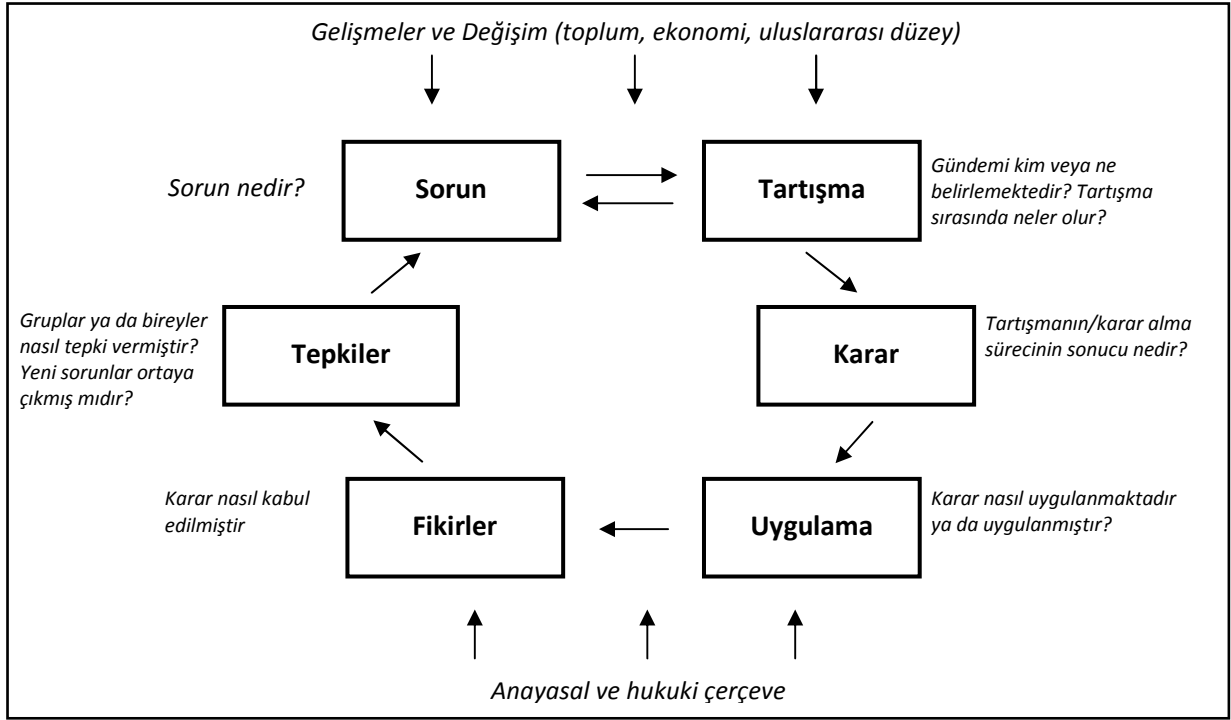 Gelişmeler ve Değişim (toplum, ekonomi, uluslararası düzey)
Sorun nedir?
Sorun
Tartışma
Gündemi kim veya ne
belirlemektedir? Tartışma
sırasında neler olur?
Gruplar ya da bireyler
nasıl tepki vermiştir?
Yeni sorunlar ortaya
çıkmış mıdır?
Tepkiler
Karar
Tartışmanın/karar alma
sürecinin sonucu nedir?
Karar nasıl kabul
edilmiştir
Fikirler
Uygulama
Karar nasıl uygulanmaktadır
ya da uygulanmıştır?
Anayasal ve hukuki çerçeve